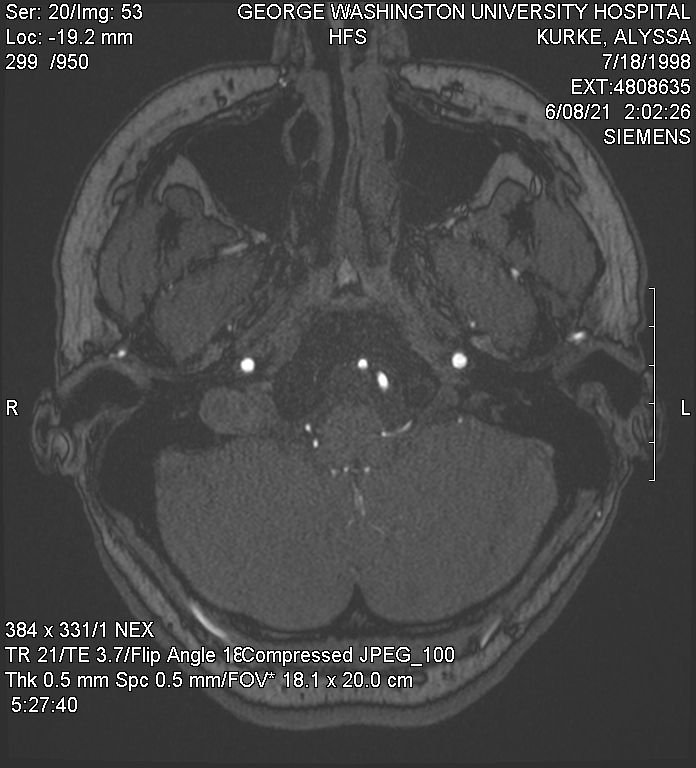 Ser: 20/Img: 53
Loc: -19.2 mm
299 /950
HFS
GEORGE WASHINGTON UNIVERSITY HOSPITAL
KURKE, ALYSSA
7/18/1998
EXT:4808635
6/08/21 2:02:26
SIEMENS
R
L
384 x 331/1 NEX
TR 21/TE 3.7/Flip Angle 18Compressed JPEG_100
Thk 0.5 mm Spc 0.5 mm/FOV* 18.1 x 20.0 cm
5:27:40